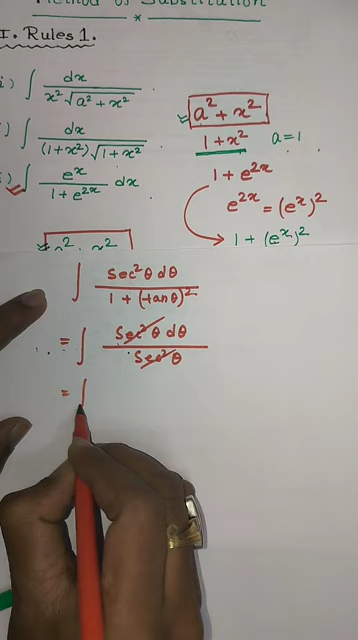 Method of Substitution
*
I. Rules 1.
i) ∫ dx / x² √(a² + x²)
) ∫ dx / (1+x²) √(1+x²)
) ∫ eˣ / (1 + e²ˣ) dx
a² + x²
1 + x² a = 1
1 + e²ˣ
e²ˣ = (eˣ)²
1 + (eˣ)²
∫ sec²θ dθ / 1 + (tanθ)²
= ∫ sec²θ dθ / sec²θ
= ∫